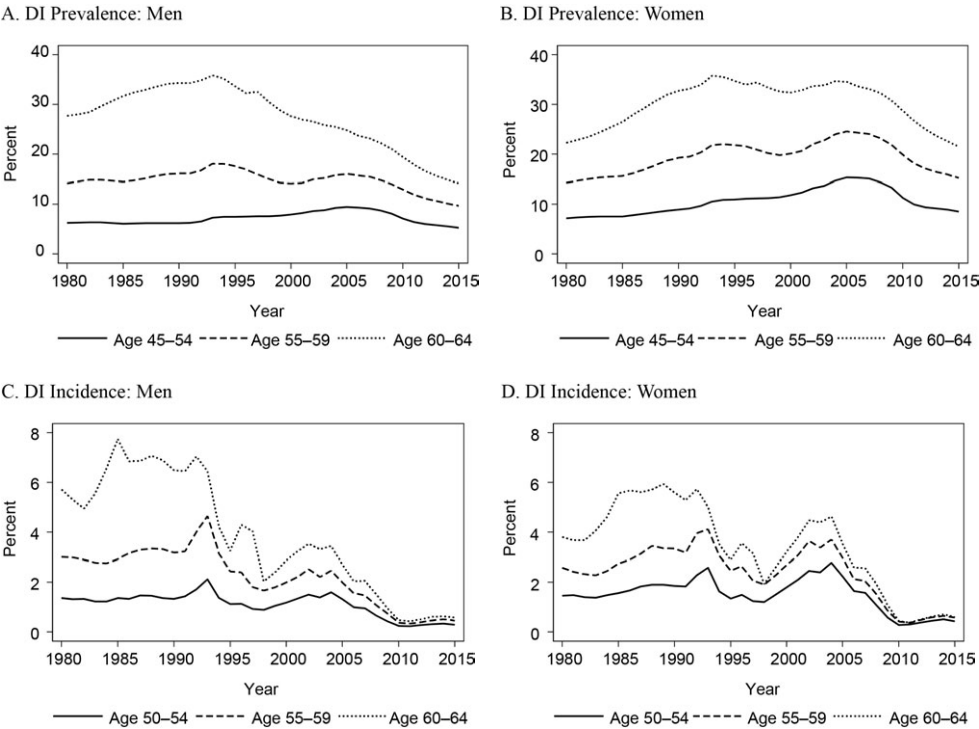 A. DI Prevalence: Men
40
30
20
10
0
Percent
1980 1985 1990 1995 2000 2005 2010 2015
Year
Age 45–54 Age 55–59 Age 60–64
B. DI Prevalence: Women
40
30
20
10
0
Percent
1980 1985 1990 1995 2000 2005 2010 2015
Year
Age 45–54 Age 55–59 Age 60–64
C. DI Incidence: Men
8
6
4
2
0
Percent
1980 1985 1990 1995 2000 2005 2010 2015
Year
Age 50–54 Age 55–59 Age 60–64
D. DI Incidence: Women
8
6
4
2
0
Percent
1980 1985 1990 1995 2000 2005 2010 2015
Year
Age 50–54 Age 55–59 Age 60–64